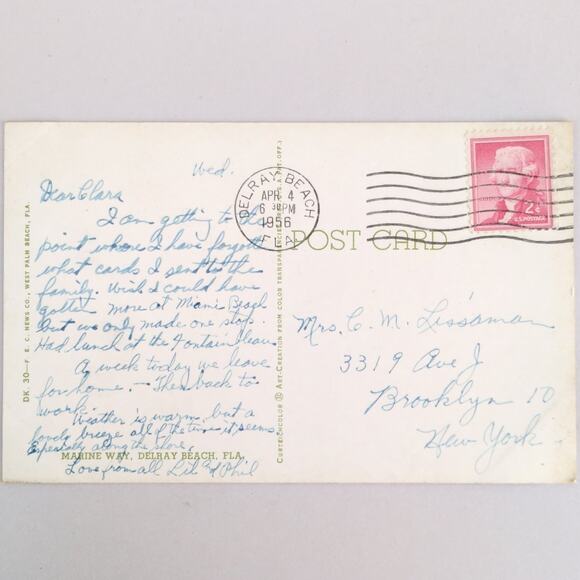 Wed.
Dear Clara
I am getting to the
point where I have forgot
what cards I sent to the
family. Wish I could have
gotten more at Miami Beach
but we only made one stop.
Had lunch at the Fontainbleau
A week today we leave
for home. — Then back to
work.
Weather is warm, but a
lovely breeze all of the time it seems.
Especially along the shore.
Love from all Lil & Phil
MARINE WAY, DELRAY BEACH, FLA.
DK. 30—F. E. C. NEWS CO., WEST PALM BEACH, FLA.
CURTEICHCOLOR ® ART-CREATION FROM COLOR TRANSPARENCY
PAT. OFF.)
DELRAY BEACH
APR 4
6 30 PM
1956
FLA.
POST CARD
2¢
U.S. POSTAGE
Mrs. C. M. Lissaman
3319 Ave J
Brooklyn 10
New York